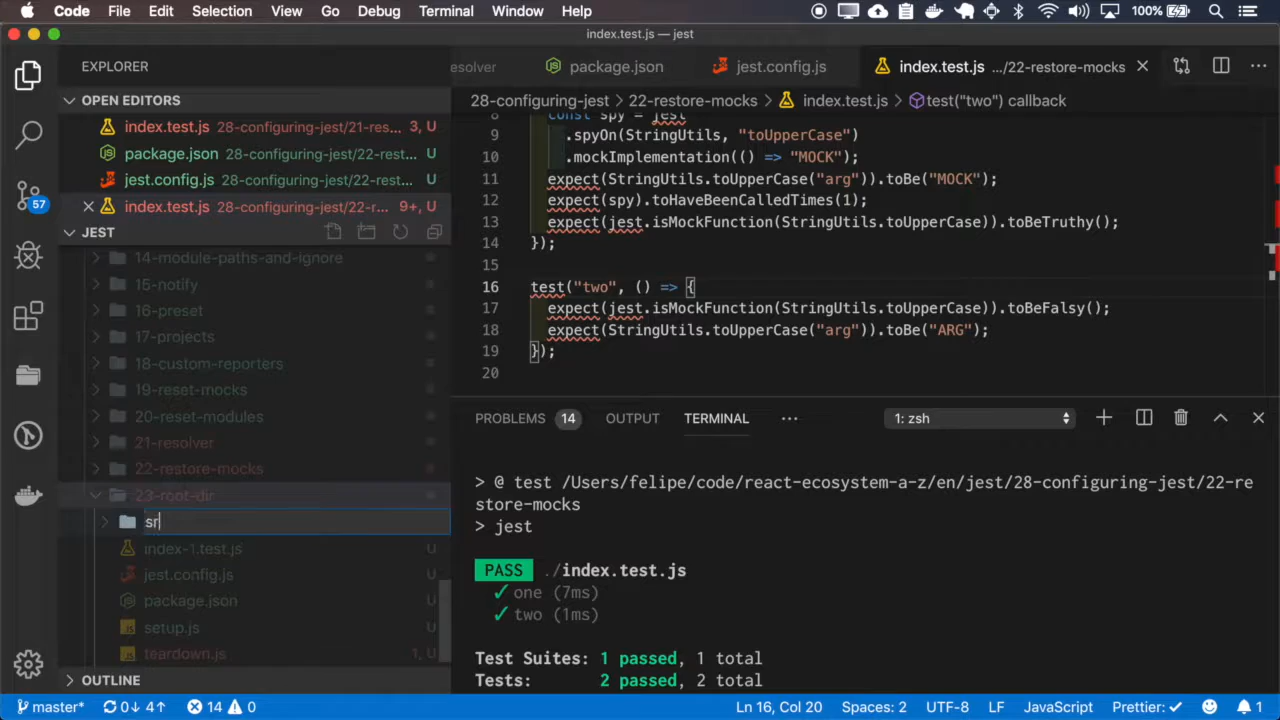 Code File Edit Selection View Go Debug Terminal Window Help 100%
index.test.js — jest
EXPLORER
OPEN EDITORS
index.test.js 28-configuring-jest/21-res... 3, U
package.json 28-configuring-jest/22-rest... U
jest.config.js 28-configuring-jest/22-rest... U
index.test.js 28-configuring-jest/22-r... 9+, U
57
JEST
14-module-paths-and-ignore
15-notify
16-preset
17-projects
18-custom-reporters
19-reset-mocks
20-reset-modules
21-resolver
22-restore-mocks
23-root-dir
sr
index-1.test.js U
jest.config.js U
package.json U
setup.js U
teardown.js 1, U
OUTLINE
esolver package.json jest.config.js index.test.js .../22-restore-mocks
28-configuring-jest > 22-restore-mocks > index.test.js > test("two") callback
8 const spy = jest
9 .spyOn(StringUtils, "toUpperCase")
10 .mockImplementation(() => "MOCK");
11 expect(StringUtils.toUpperCase("arg")).toBe("MOCK");
12 expect(spy).toHaveBeenCalledTimes(1);
13 expect(jest.isMockFunction(StringUtils.toUpperCase)).toBeTruthy();
14 });
15
16 test("two", () => {
17 expect(jest.isMockFunction(StringUtils.toUpperCase)).toBeFalsy();
18 expect(StringUtils.toUpperCase("arg")).toBe("ARG");
19 });
20
PROBLEMS 14 OUTPUT TERMINAL ··· 1: zsh
> @ test /Users/felipe/code/react-ecosystem-a-z/en/jest/28-configuring-jest/22-re
store-mocks
> jest
PASS ./index.test.js
✓ one (7ms)
✓ two (1ms)
Test Suites: 1 passed, 1 total
Tests: 2 passed, 2 total
master* 0↓ 4↑ 14 0 Ln 16, Col 20 Spaces: 2 UTF-8 LF JavaScript Prettier: ✓ 1